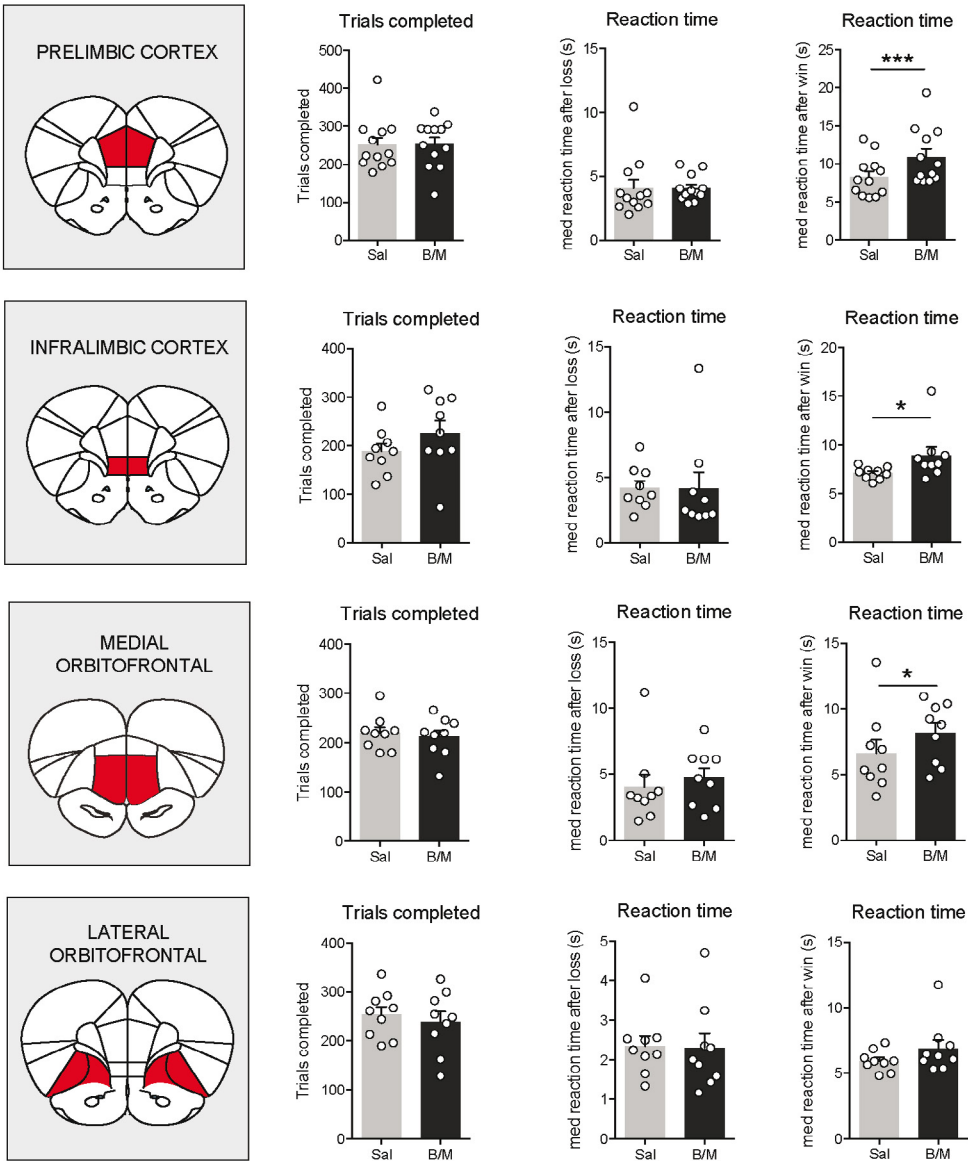 PRELIMBIC CORTEX
Trials completed
Trials completed
500
400
300
200
100
0
Sal
B/M
Reaction time
med reaction time after loss (s)
15
10
5
0
Sal
B/M
Reaction time
med reaction time after win (s)
25
20
15
10
5
0
***
Sal
B/M
INFRALIMBIC CORTEX
Trials completed
Trials completed
400
300
200
100
0
Sal
B/M
Reaction time
med reaction time after loss (s)
15
10
5
0
Sal
B/M
Reaction time
med reaction time after win (s)
20
15
10
5
0
*
Sal
B/M
MEDIAL
ORBITOFRONTAL
Trials completed
Trials completed
400
300
200
100
0
Sal
B/M
Reaction time
med reaction time after loss (s)
15
10
5
0
Sal
B/M
Reaction time
med reaction time after win (s)
15
10
5
0
*
Sal
B/M
LATERAL
ORBITOFRONTAL
Trials completed
Trials completed
400
300
200
100
0
Sal
B/M
Reaction time
med reaction time after loss (s)
5
4
3
2
1
0
Sal
B/M
Reaction time
med reaction time after win (s)
15
10
5
0
Sal
B/M